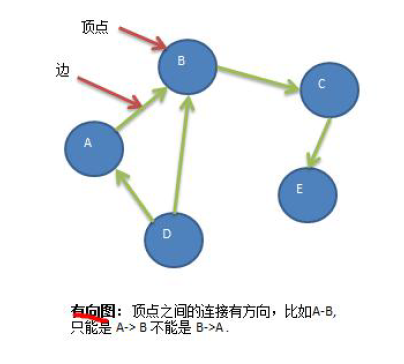 顶点
B
边
C
A
E
D
有向图：顶点之间的连接有方向，比如A-B,
只能是 A-> B 不能是 B->A .